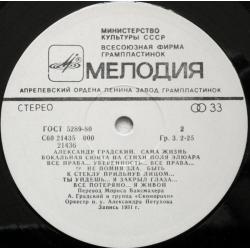 МИНИСТЕРСТВО
КУЛЬТУРЫ СССР
ВСЕСОЮЗНАЯ ФИРМА
ГРАМПЛАСТИНОК
МЕЛОДИЯ
АПРЕЛЕВСКИЙ ОРДЕНА ЛЕНИНА ЗАВОД ГРАМПЛАСТИНОК
СТЕРЕО 33
ГОСТ 5289-80 2
С60 21435 000 Гр. 3. 2-25
21436
АЛЕКСАНДР ГРАДСКИЙ. САМА ЖИЗНЬ
ВОКАЛЬНАЯ СЮИТА НА СТИХИ ПОЛЯ ЭЛЮАРА
ВСЕ ПРАВА... УВЕРЕННОСТЬ... ВСЕ ПРАВА...
НЕ ВОЛНИЯ ЗЛА, БЫТЬ
К СТЕКЛУ ПРИЛЬНУВ ЛИЦОМ...
ТЫ УЙДЕШЬ... Я ЗАКРЫЛ ГЛАЗА...
ВСЕ ПОТЕРЯНО... Я ЖИВОЙ
Перевод Мориса Ваксмахера
А. Градский и группа «Скоморохи»
Оркестр п/у Александра Петухова
Запись 1981 г.